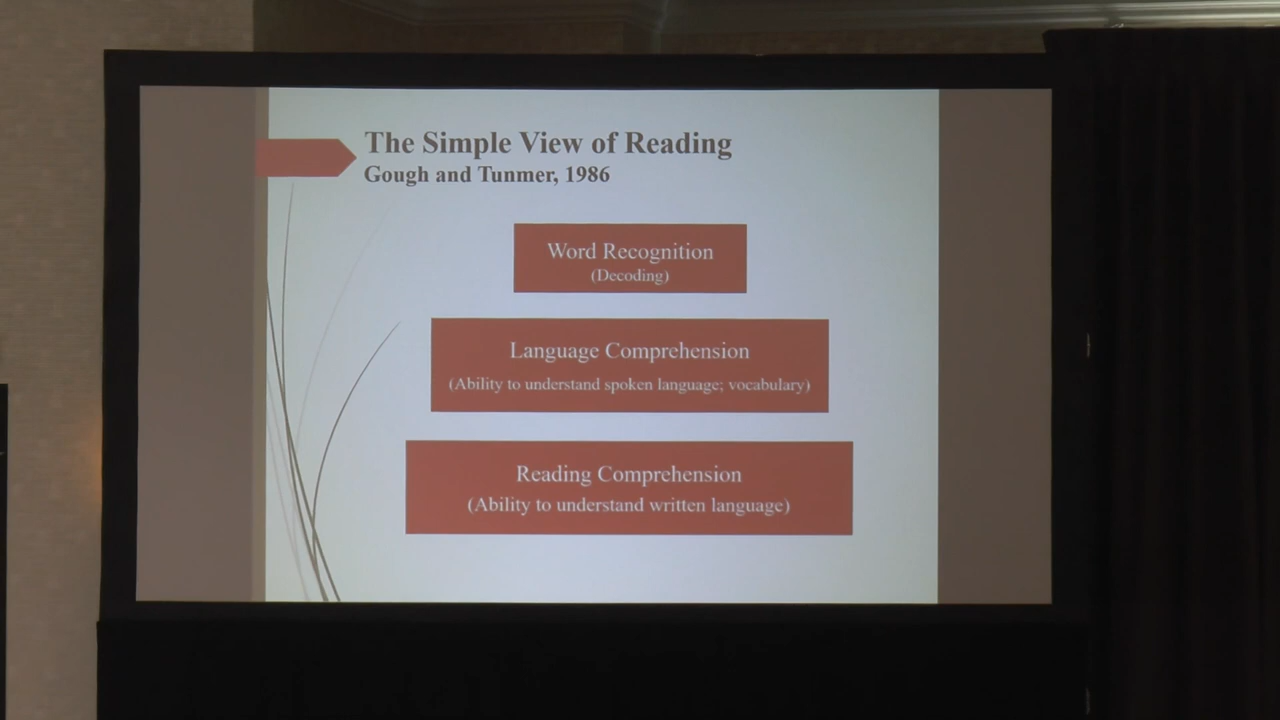 The Simple View of Reading
Gough and Tunmer, 1986
Word Recognition
(Decoding)
Language Comprehension
(Ability to understand spoken language; vocabulary)
Reading Comprehension
(Ability to understand written language)